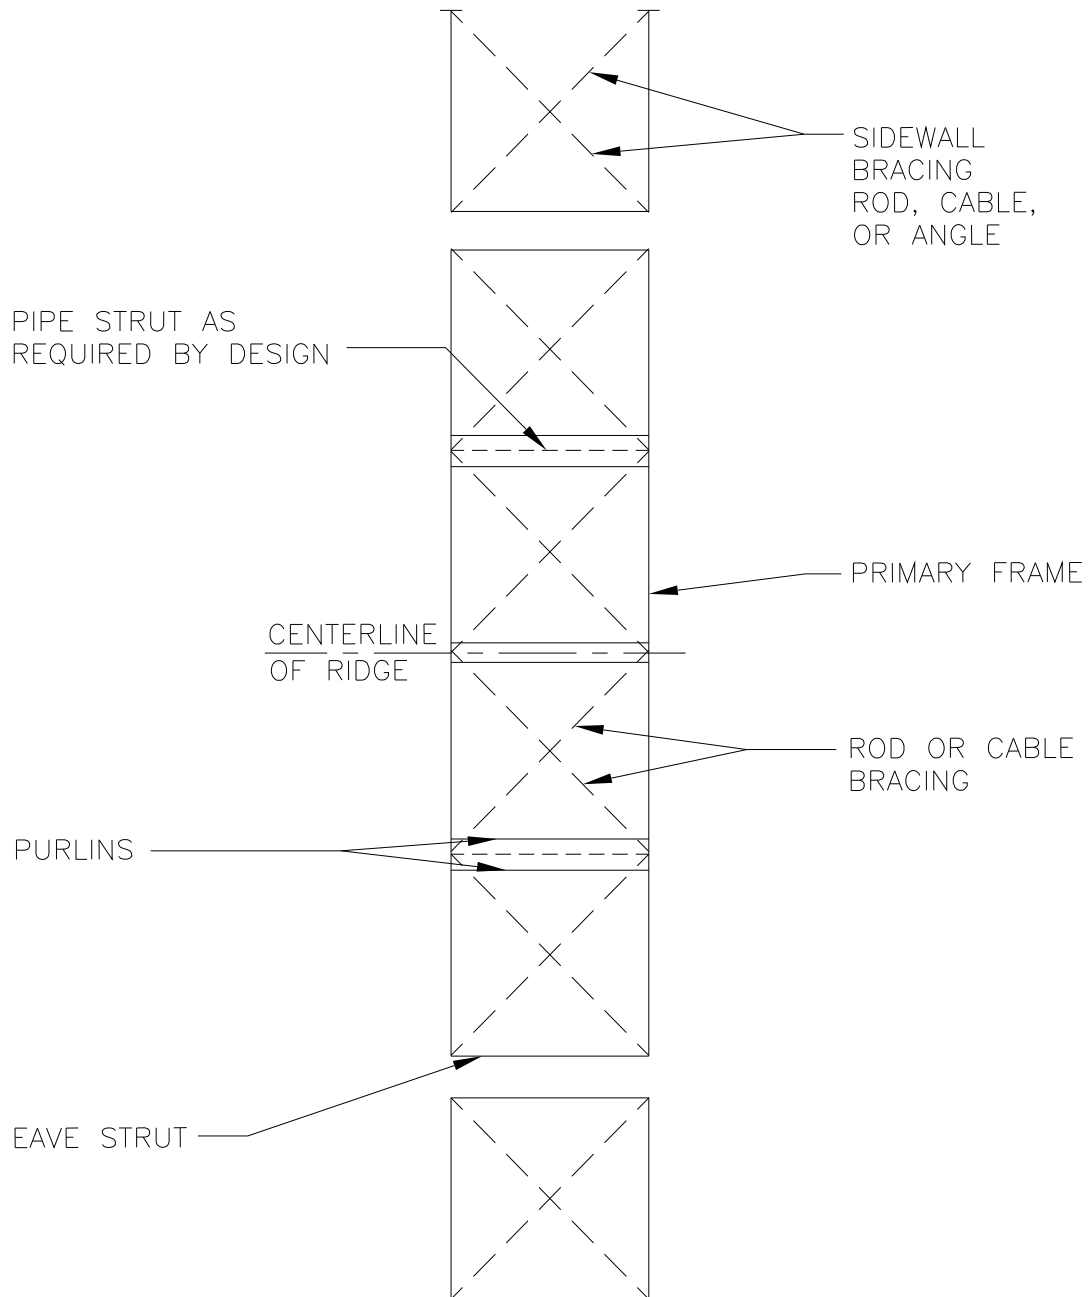 SIDEWALL
BRACING
ROD, CABLE,
OR ANGLE
PIPE STRUT AS
REQUIRED BY DESIGN
PRIMARY FRAME
CENTERLINE
OF RIDGE
ROD OR CABLE
BRACING
PURLINS
EAVE STRUT